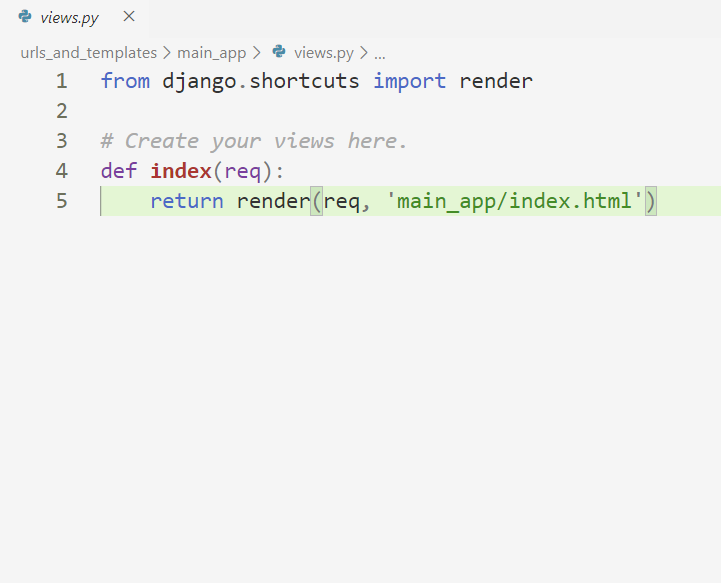 views.py
urls_and_templates > main_app > views.py > ...
1 from django.shortcuts import render
2
3 # Create your views here.
4 def index(req):
5     return render(req, 'main_app/index.html')